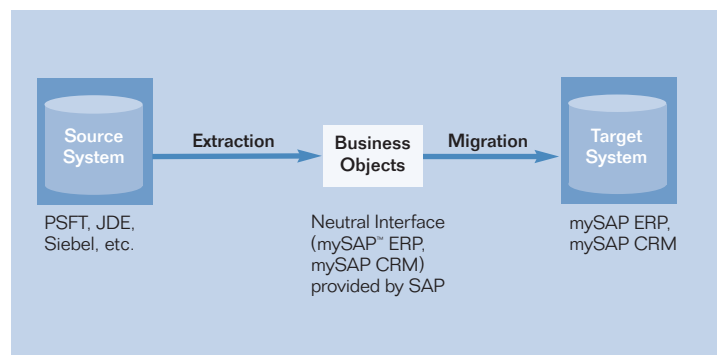 Source
System
Extraction
Business
Objects
Migration
Target
System
PSFT, JDE,
Siebel, etc.
Neutral Interface
(mySAP™ ERP,
mySAP CRM)
provided by SAP
mySAP ERP,
mySAP CRM